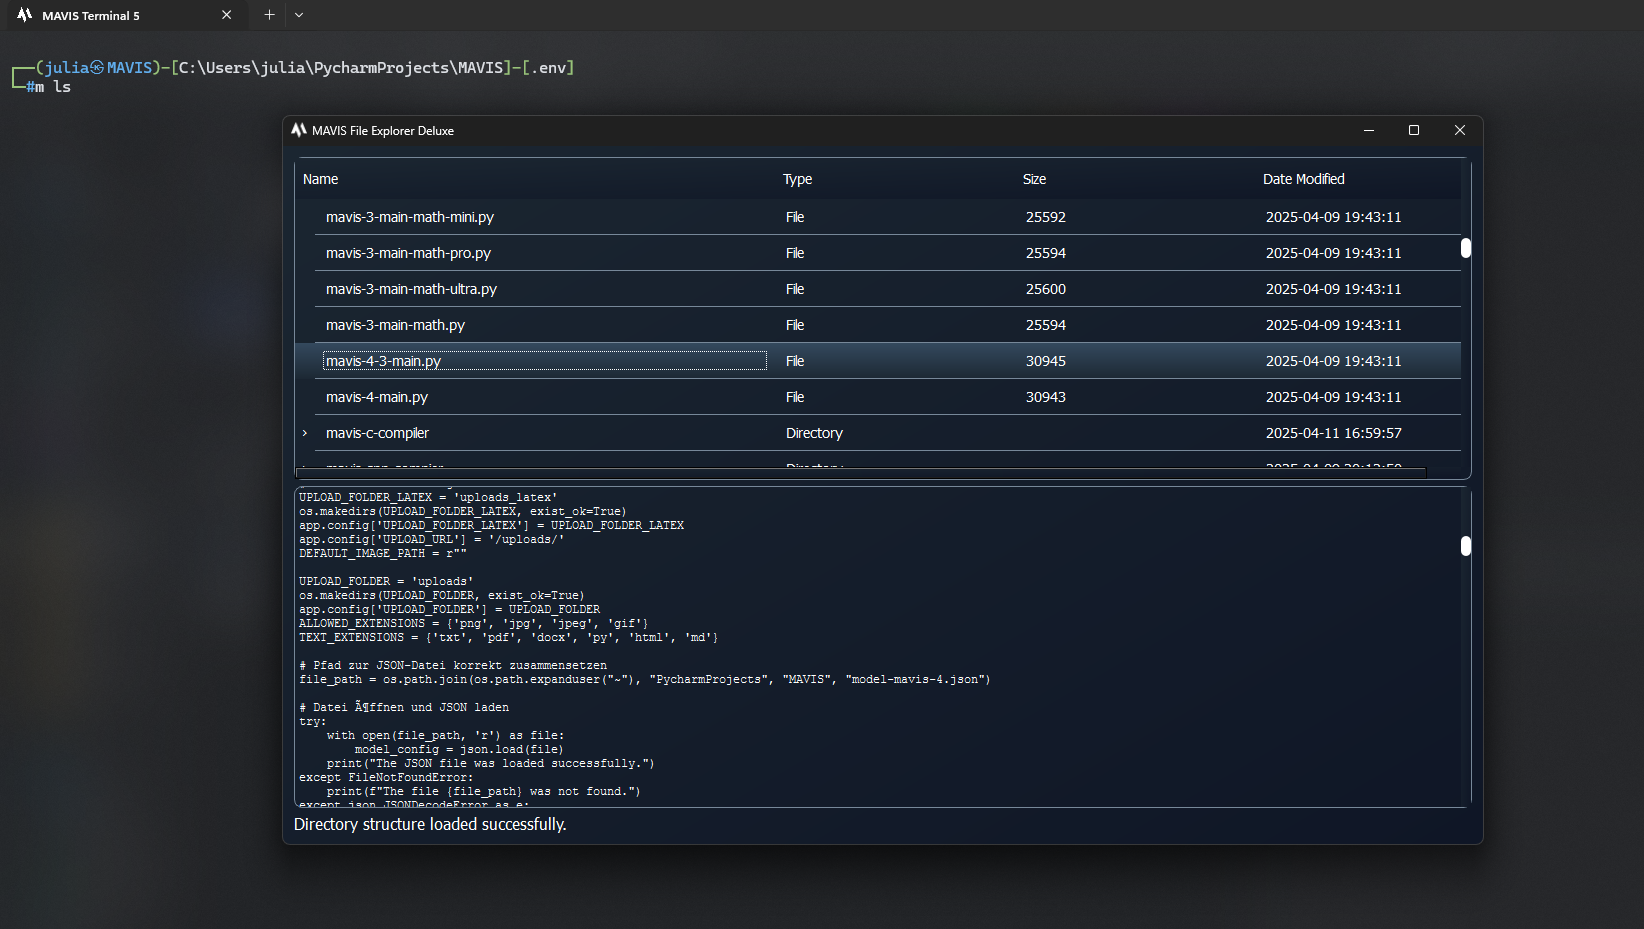 MAVIS Terminal 5
┌──(julia㉿MAVIS)-[C:\Users\julia\PycharmProjects\MAVIS]-[.env]
└─#m ls
MAVIS File Explorer Deluxe
Name Type Size Date Modified
mavis-3-main-math-mini.py File 25592 2025-04-09 19:43:11
mavis-3-main-math-pro.py File 25594 2025-04-09 19:43:11
mavis-3-main-math-ultra.py File 25600 2025-04-09 19:43:11
mavis-3-main-math.py File 25594 2025-04-09 19:43:11
mavis-4-3-main.py File 30945 2025-04-09 19:43:11
mavis-4-main.py File 30943 2025-04-09 19:43:11
mavis-c-compiler Directory 2025-04-11 16:59:57
UPLOAD_FOLDER_LATEX = 'uploads_latex'
os.makedirs(UPLOAD_FOLDER_LATEX, exist_ok=True)
app.config['UPLOAD_FOLDER_LATEX'] = UPLOAD_FOLDER_LATEX
app.config['UPLOAD_URL'] = '/uploads/'
DEFAULT_IMAGE_PATH = r""
UPLOAD_FOLDER = 'uploads'
os.makedirs(UPLOAD_FOLDER, exist_ok=True)
app.config['UPLOAD_FOLDER'] = UPLOAD_FOLDER
ALLOWED_EXTENSIONS = {'png', 'jpg', 'jpeg', 'gif'}
TEXT_EXTENSIONS = {'txt', 'pdf', 'docx', 'py', 'html', 'md'}
# Pfad zur JSON-Datei korrekt zusammensetzen
file_path = os.path.join(os.path.expanduser("~"), "PycharmProjects", "MAVIS", "model-mavis-4.json")
# Datei Ã¶ffnen und JSON laden
try:
with open(file_path, 'r') as file:
model_config = json.load(file)
print("The JSON file was loaded successfully.")
except FileNotFoundError:
print(f"The file {file_path} was not found.")
except json.JSONDecodeError as e:
Directory structure loaded successfully.